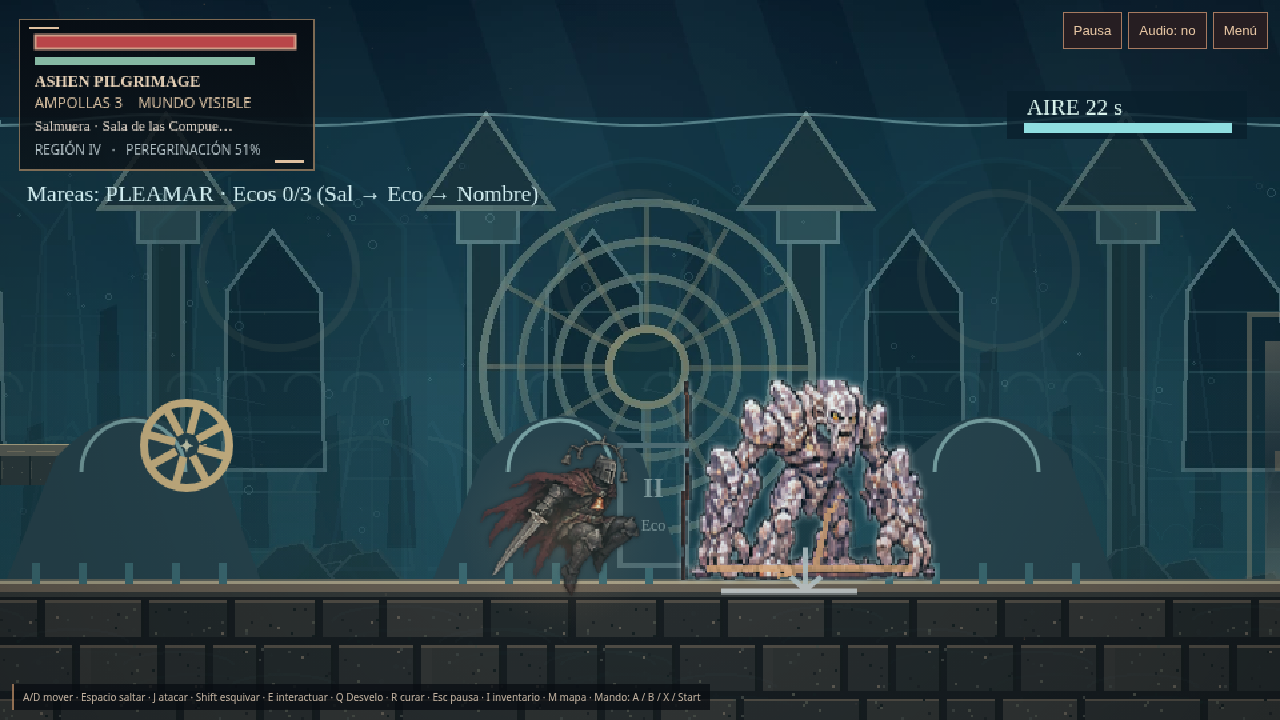 Pausa
Audio: no
Menú
ASHEN PILGRIMAGE
AMPOLLAS 3 MUNDO VISIBLE
Salmuera · Sala de las Compue…
REGIÓN IV · PEREGRINACIÓN 51%
AIRE 22 s
Mareas: PLEAMAR · Ecos 0/3 (Sal → Eco → Nombre)
II
Eco
A/D mover · Espacio saltar · J atacar · Shift esquivar · E interactuar · Q Desvelo · R curar · Esc pausa · I inventario · M mapa · Mando: A / B / X / Start